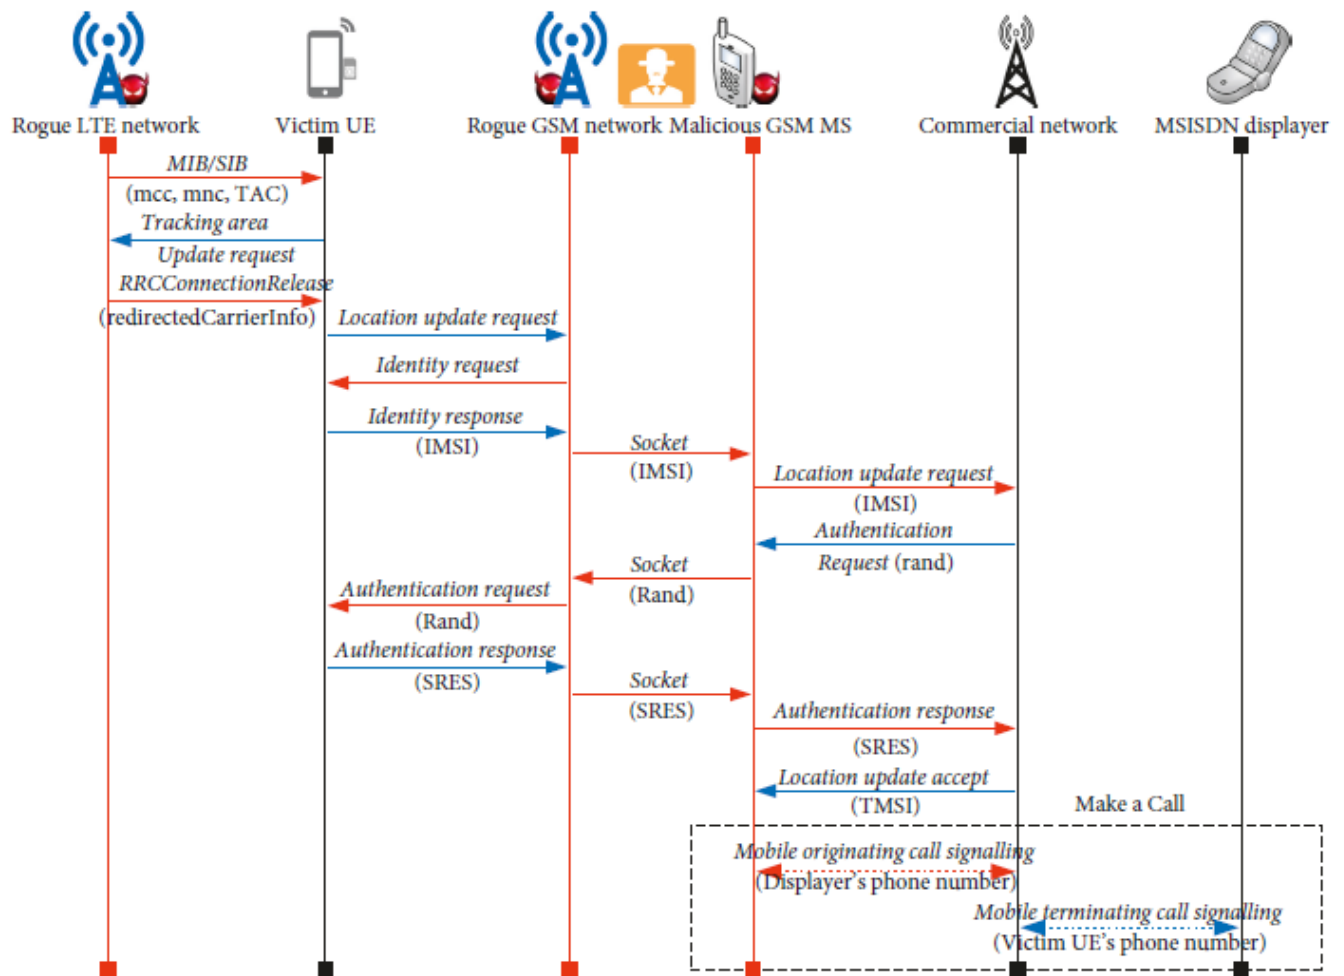 Rogue LTE network
Victim UE
Rogue GSM network
Malicious GSM MS
Commercial network
MSISDN displayer
MIB/SIB
(mcc, mnc, TAC)
Tracking area
Update request
RRCConnectionRelease
(redirectedCarrierInfo)
Location update request
Identity request
Identity response
(IMSI)
Socket
(IMSI)
Location update request
(IMSI)
Authentication
Request (rand)
Socket
(Rand)
Authentication request
(Rand)
Authentication response
(SRES)
Socket
(SRES)
Authentication response
(SRES)
Location update accept
(TMSI)
Make a Call
Mobile originating call signalling
(Displayer's phone number)
Mobile terminating call signalling
(Victim UE's phone number)